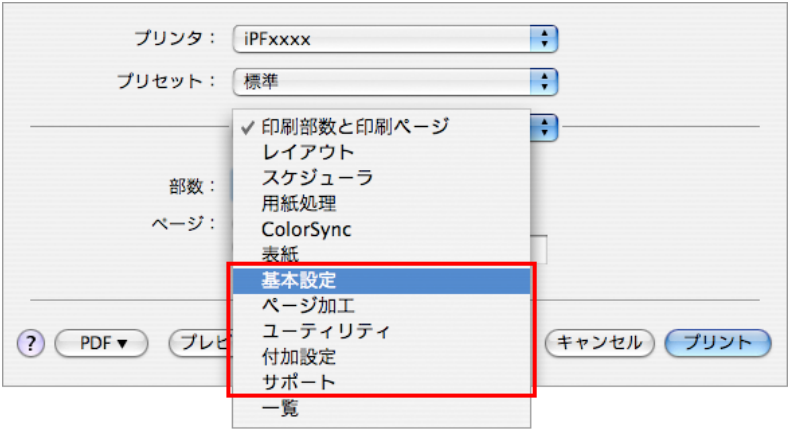 プリンタ： iPFxxxx
プリセット： 標準
✓ 印刷部数と印刷ページ
レイアウト
スケジューラ
部数：
用紙処理
ページ：
ColorSync
表紙
基本設定
ページ加工
ユーティリティ
? PDF▼ プレビ キャンセル プリント
付加設定
サポート
一覧